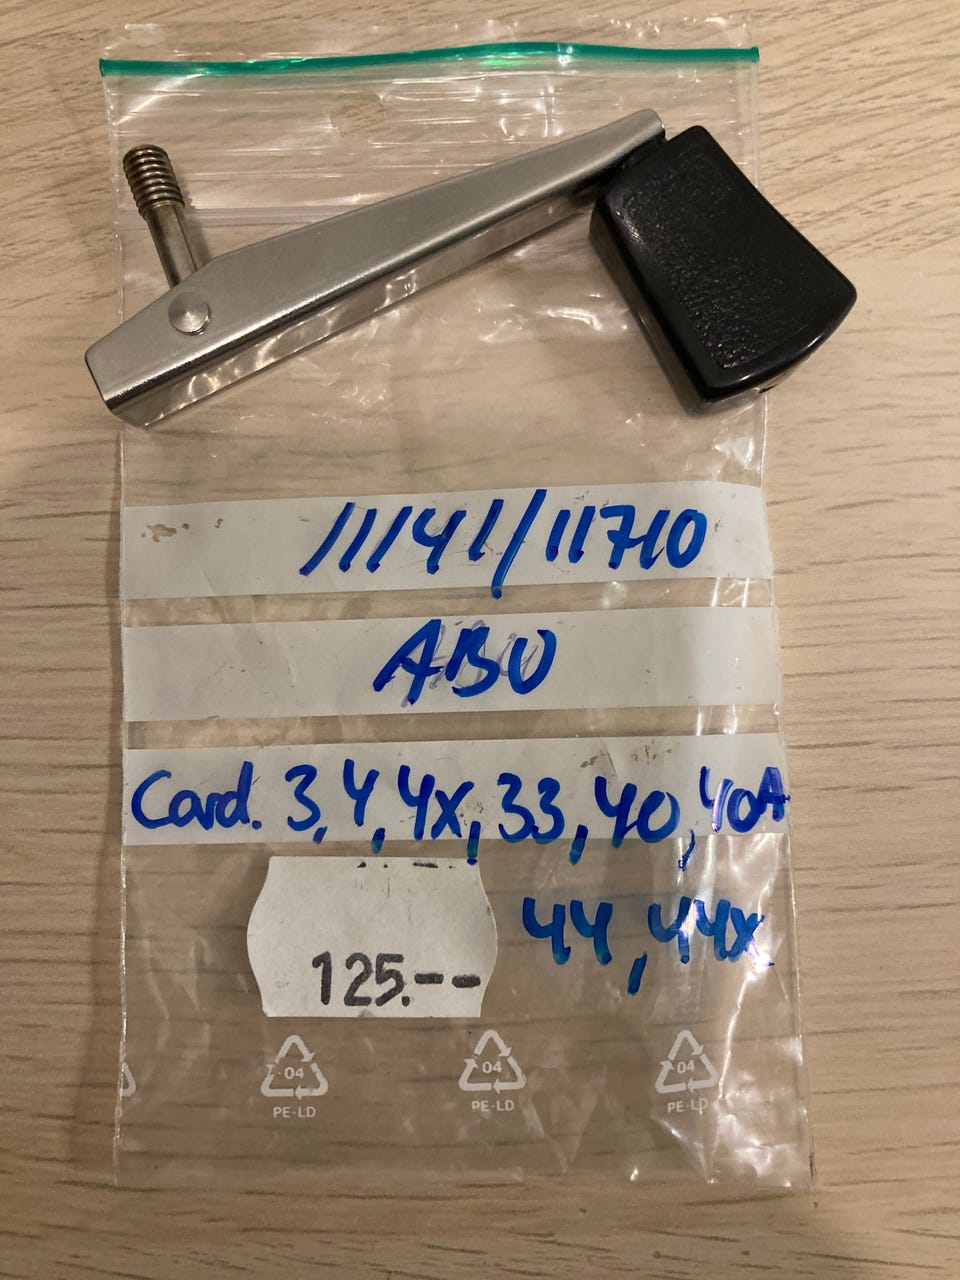 11141/11710
ABU
Card. 3,4,4x,33,40,40A
44,44x
125.--
04 04 04
PE-LD PE-LD PE-LD